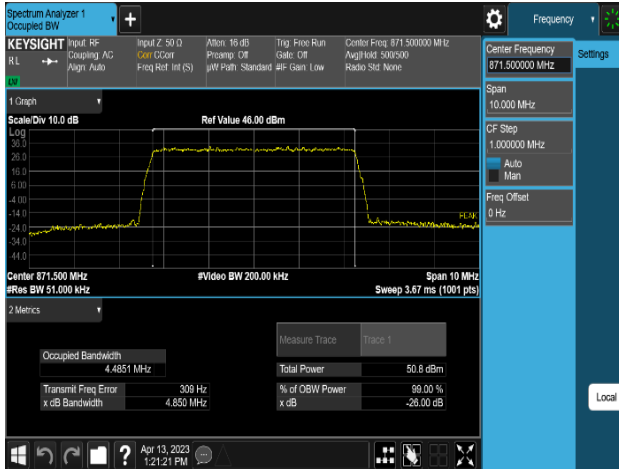 Spectrum Analyzer 1
Occupied BW
+
Frequency
KEYSIGHT
Input: RF
Coupling: AC
Align: Auto
Input Z: 50 Ω
Corr CCorr
Freq Ref: Int (S)
Atten: 16 dB
Preamp: Off
µW Path: Standard
Trig: Free Run
Gate: Off
#IF Gain: Low
Center Freq: 871.500000 MHz
Avg|Hold: 500/500
Radio Std: None
RL
Center Frequency
871.500000 MHz
Settings
Span
10.000 MHz
CF Step
1.000000 MHz
Auto
Man
Freq Offset
0 Hz
Local
1 Graph
Scale/Div 10.0 dB
Ref Value 46.00 dBm
Log
36.0
26.0
16.0
6.00
-4.00
-14.0
-24.0
-34.0
-44.0
PEAK
Center 871.500 MHz
#Video BW 200.00 kHz
Span 10 MHz
#Res BW 51.000 kHz
Sweep 3.67 ms (1001 pts)
2 Metrics
Measure Trace
Trace 1
Occupied Bandwidth
4.4851 MHz
Total Power
50.8 dBm
Transmit Freq Error
309 Hz
% of OBW Power
99.00 %
x dB Bandwidth
4.850 MHz
x dB
-26.00 dB
?
Apr 13, 2023
1:21:21 PM